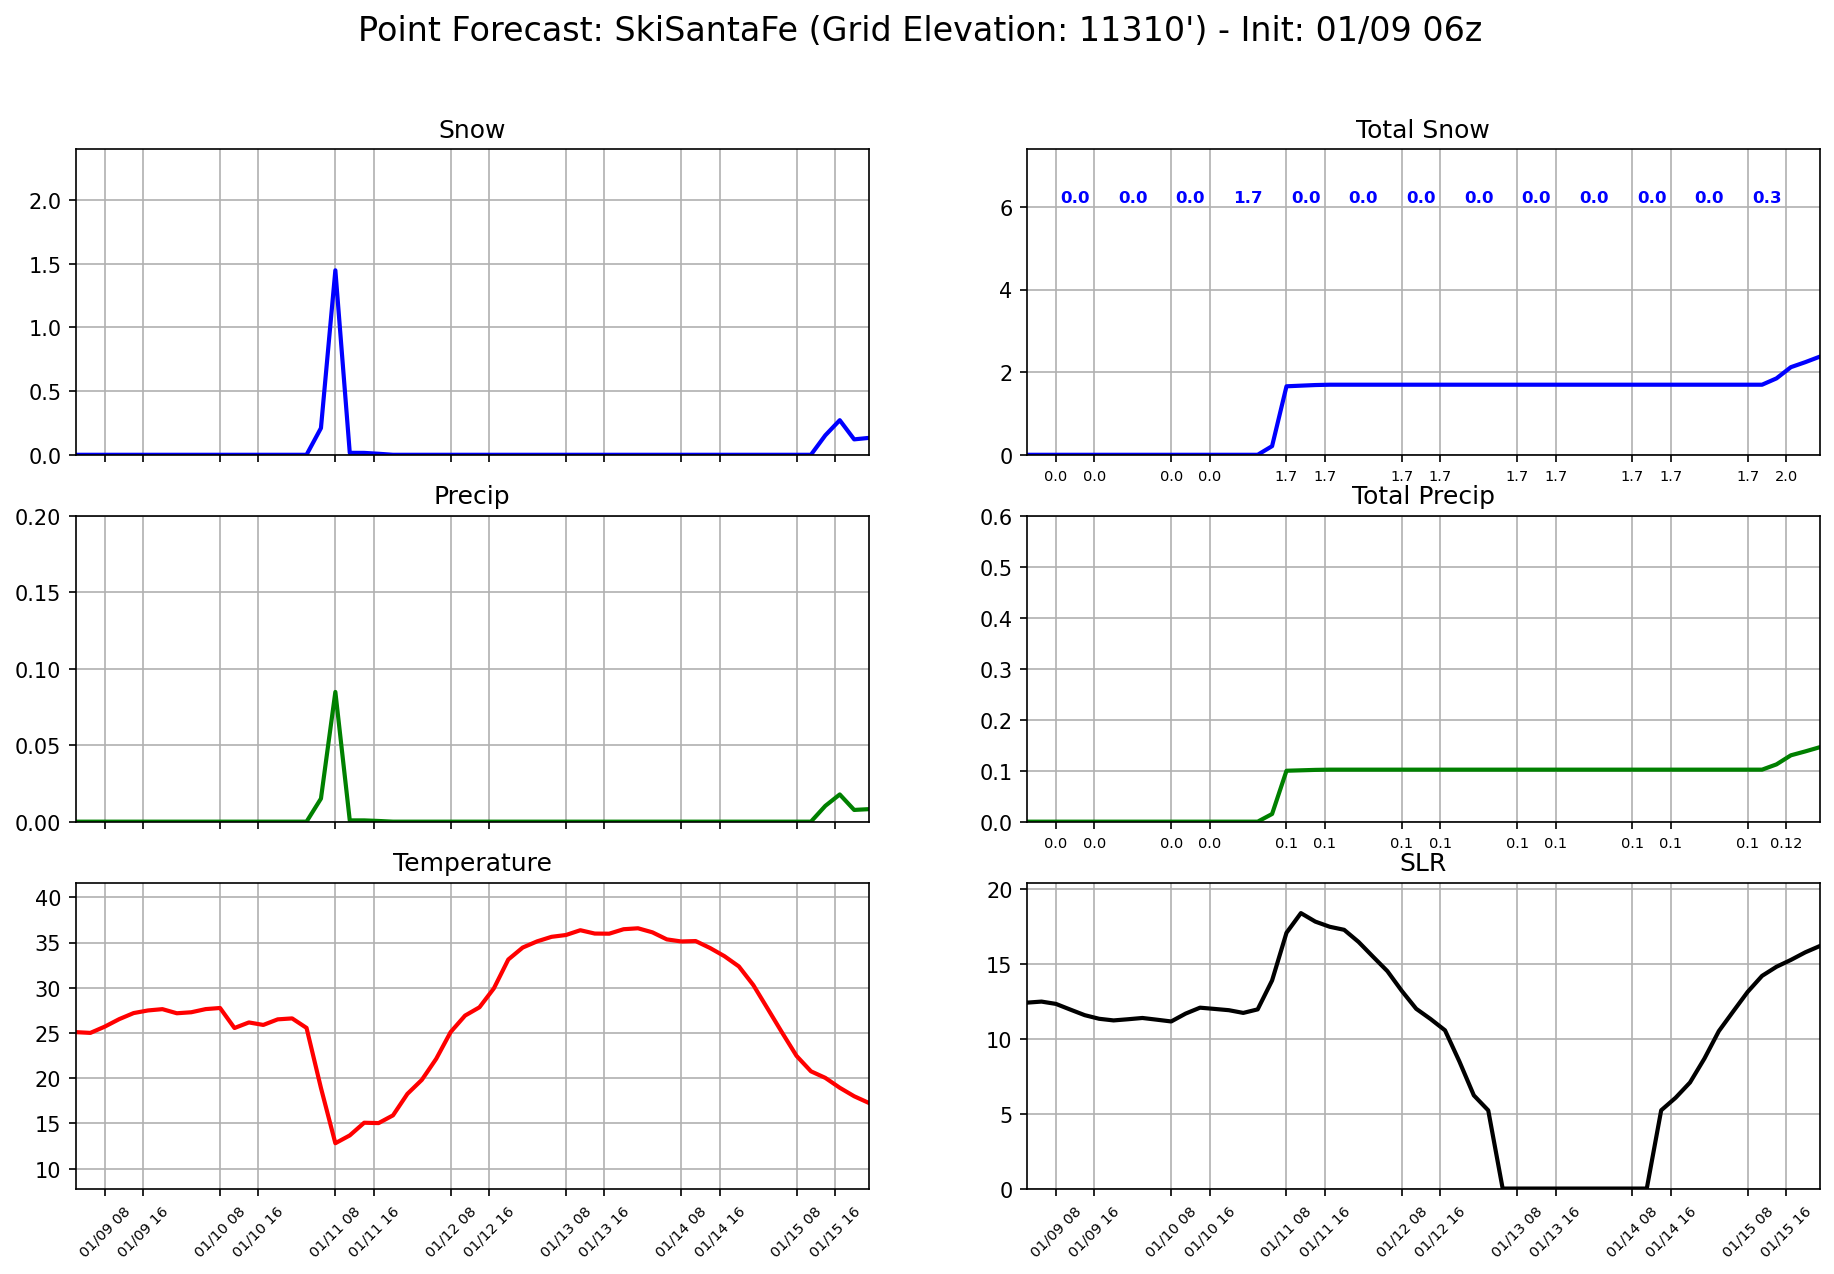 Point Forecast: SkiSantaFe (Grid Elevation: 11310') - Init: 01/09 06z
Snow
2.0
1.5
1.0
0.5
0.0
Total Snow
0.0 0.0 0.0 1.7 0.0 0.0 0.0 0.0 0.0 0.0 0.0 0.0 0.3
6
4
2
0
0.0 0.0 0.0 0.0 1.7 1.7 1.7 1.7 1.7 1.7 1.7 1.7 1.7 2.0
Precip
0.20
0.15
0.10
0.05
0.00
Total Precip
0.6
0.5
0.4
0.3
0.2
0.1
0.0
0.0 0.0 0.0 0.0 0.1 0.1 0.1 0.1 0.1 0.1 0.1 0.1 0.1 0.12
Temperature
40
35
30
25
20
15
10
01/09 08 01/09 16 01/10 08 01/10 16 01/11 08 01/11 16 01/12 08 01/12 16 01/13 08 01/13 16 01/14 08 01/14 16 01/15 08 01/15 16
SLR
20
15
10
5
0
01/09 08 01/09 16 01/10 08 01/10 16 01/11 08 01/11 16 01/12 08 01/12 16 01/13 08 01/13 16 01/14 08 01/14 16 01/15 08 01/15 16